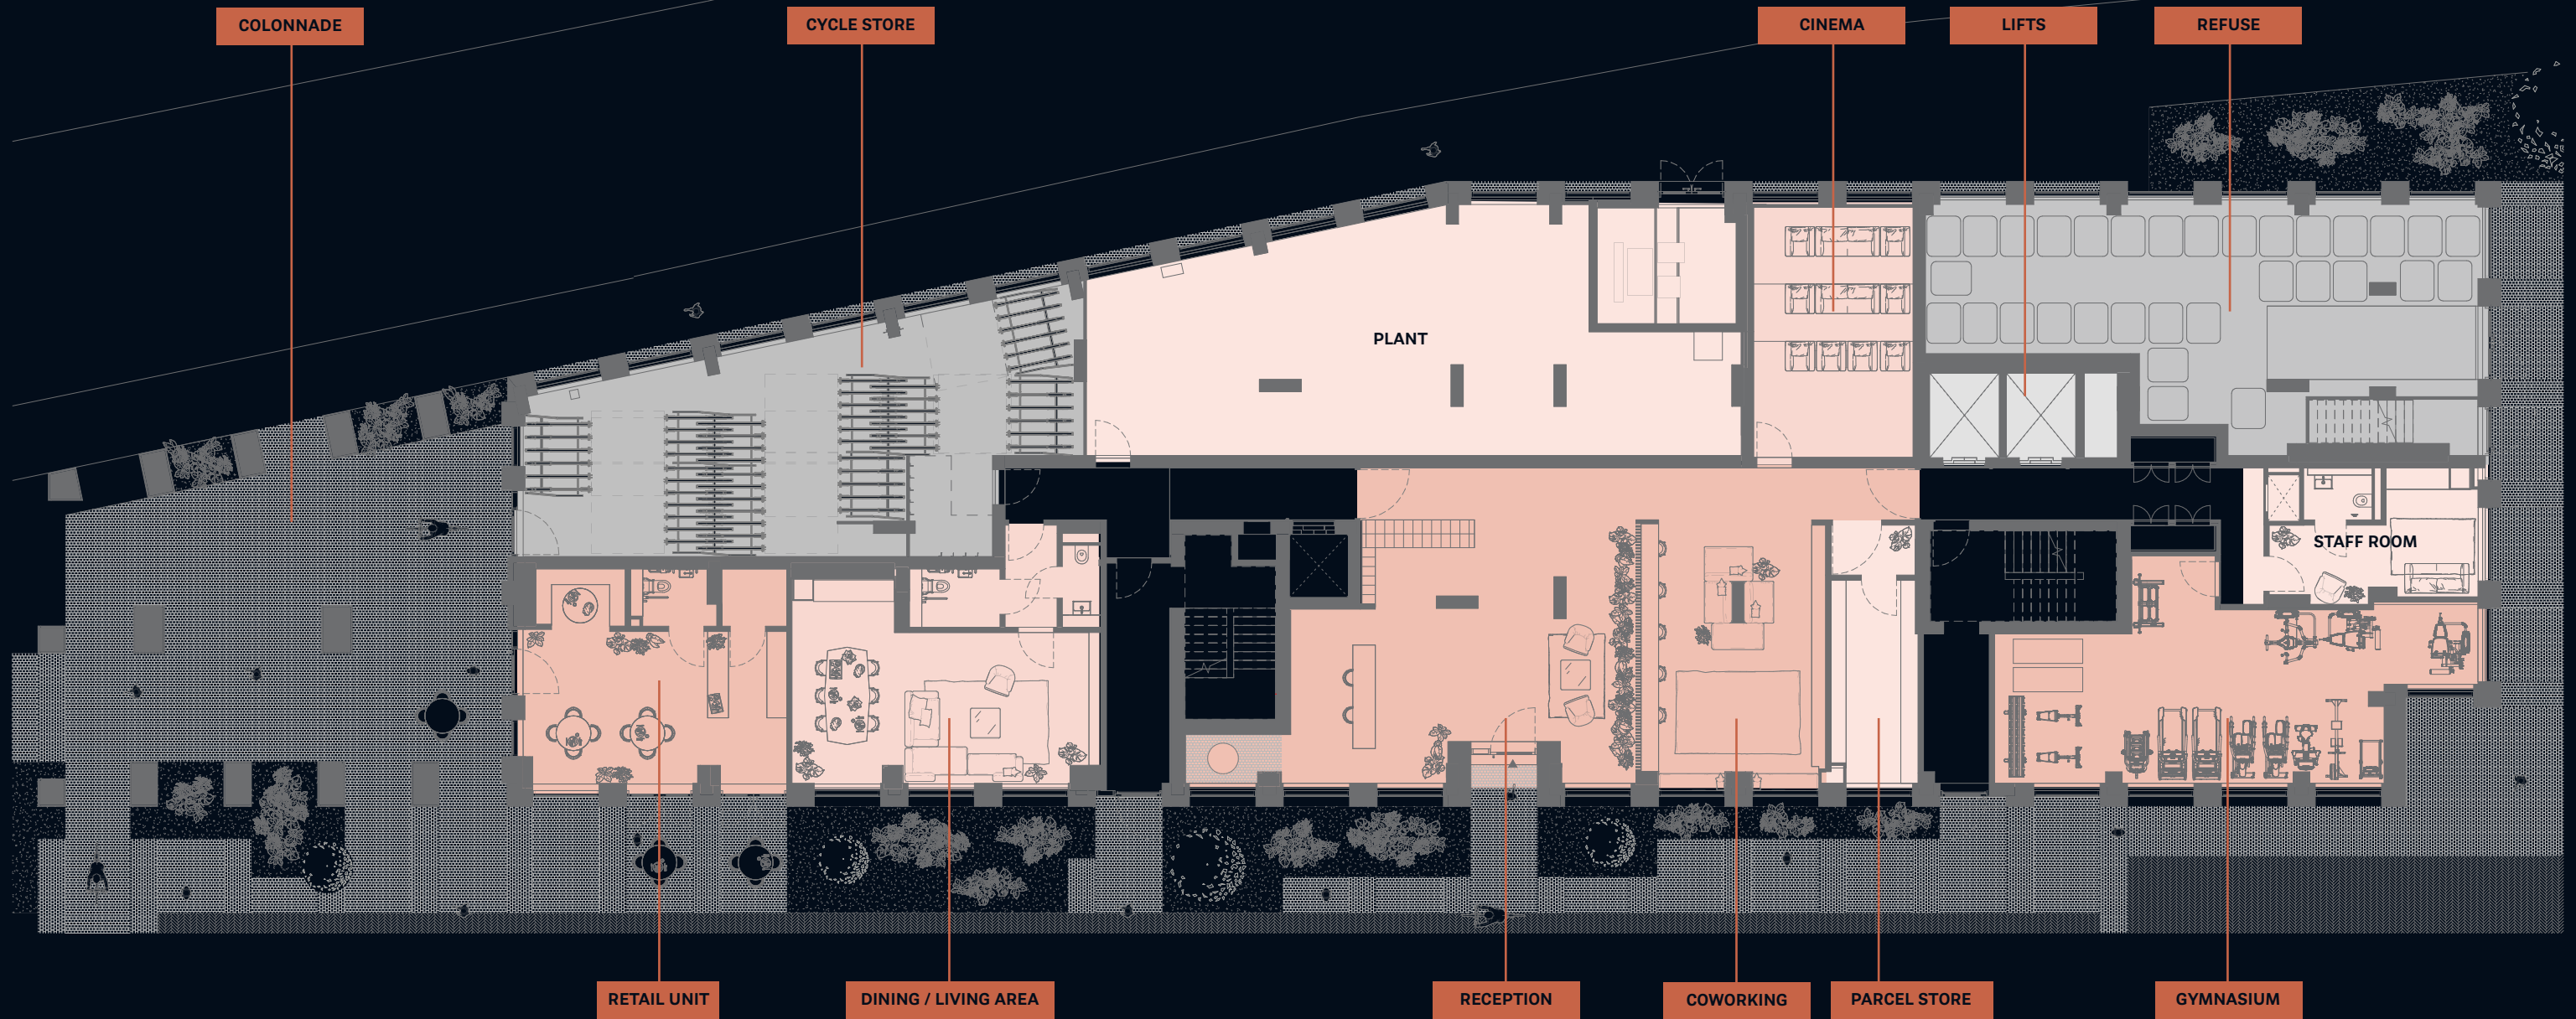 COLONNADE
CYCLE STORE
CINEMA
LIFTS
REFUSE
PLANT
STAFF ROOM
RETAIL UNIT
DINING / LIVING AREA
RECEPTION
COWORKING
PARCEL STORE
GYMNASIUM